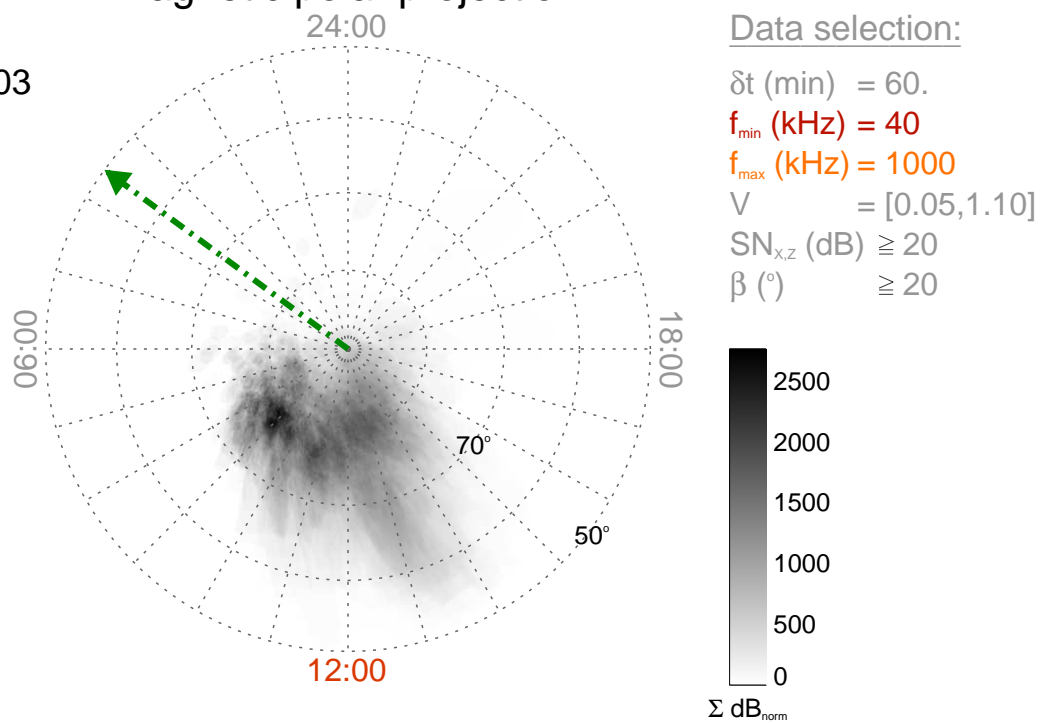 24:00
03
06:00
18:00
70°
50°
12:00
Data selection:
δt (min) = 60.
fmin (kHz) = 40
fmax (kHz) = 1000
V = [0.05,1.10]
SNX,Z (dB) ≧ 20
β (°) ≧ 20
2500
2000
1500
1000
500
0
Σ dBnorm